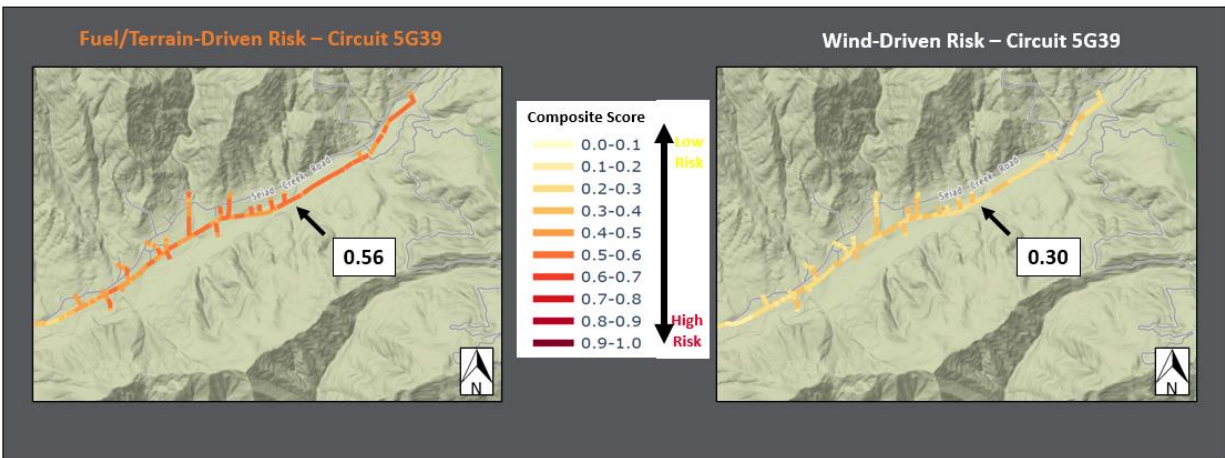 Fuel/Terrain-Driven Risk – Circuit 5G39
Seiad Creek Road
0.56
N
Composite Score
0.0-0.1
0.1-0.2
0.2-0.3
0.3-0.4
0.4-0.5
0.5-0.6
0.6-0.7
0.7-0.8
0.8-0.9
0.9-1.0
Low
Risk
High
Risk
Wind-Driven Risk – Circuit 5G39
Seiad Creek Road
0.30
N